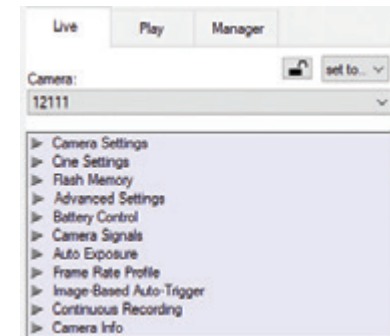 Live Play Manager
set to...
Camera:
12111
Camera Settings
Cine Settings
Flash Memory
Advanced Settings
Battery Control
Camera Signals
Auto Exposure
Frame Rate Profile
Image-Based Auto-Trigger
Continuous Recording
Camera Info